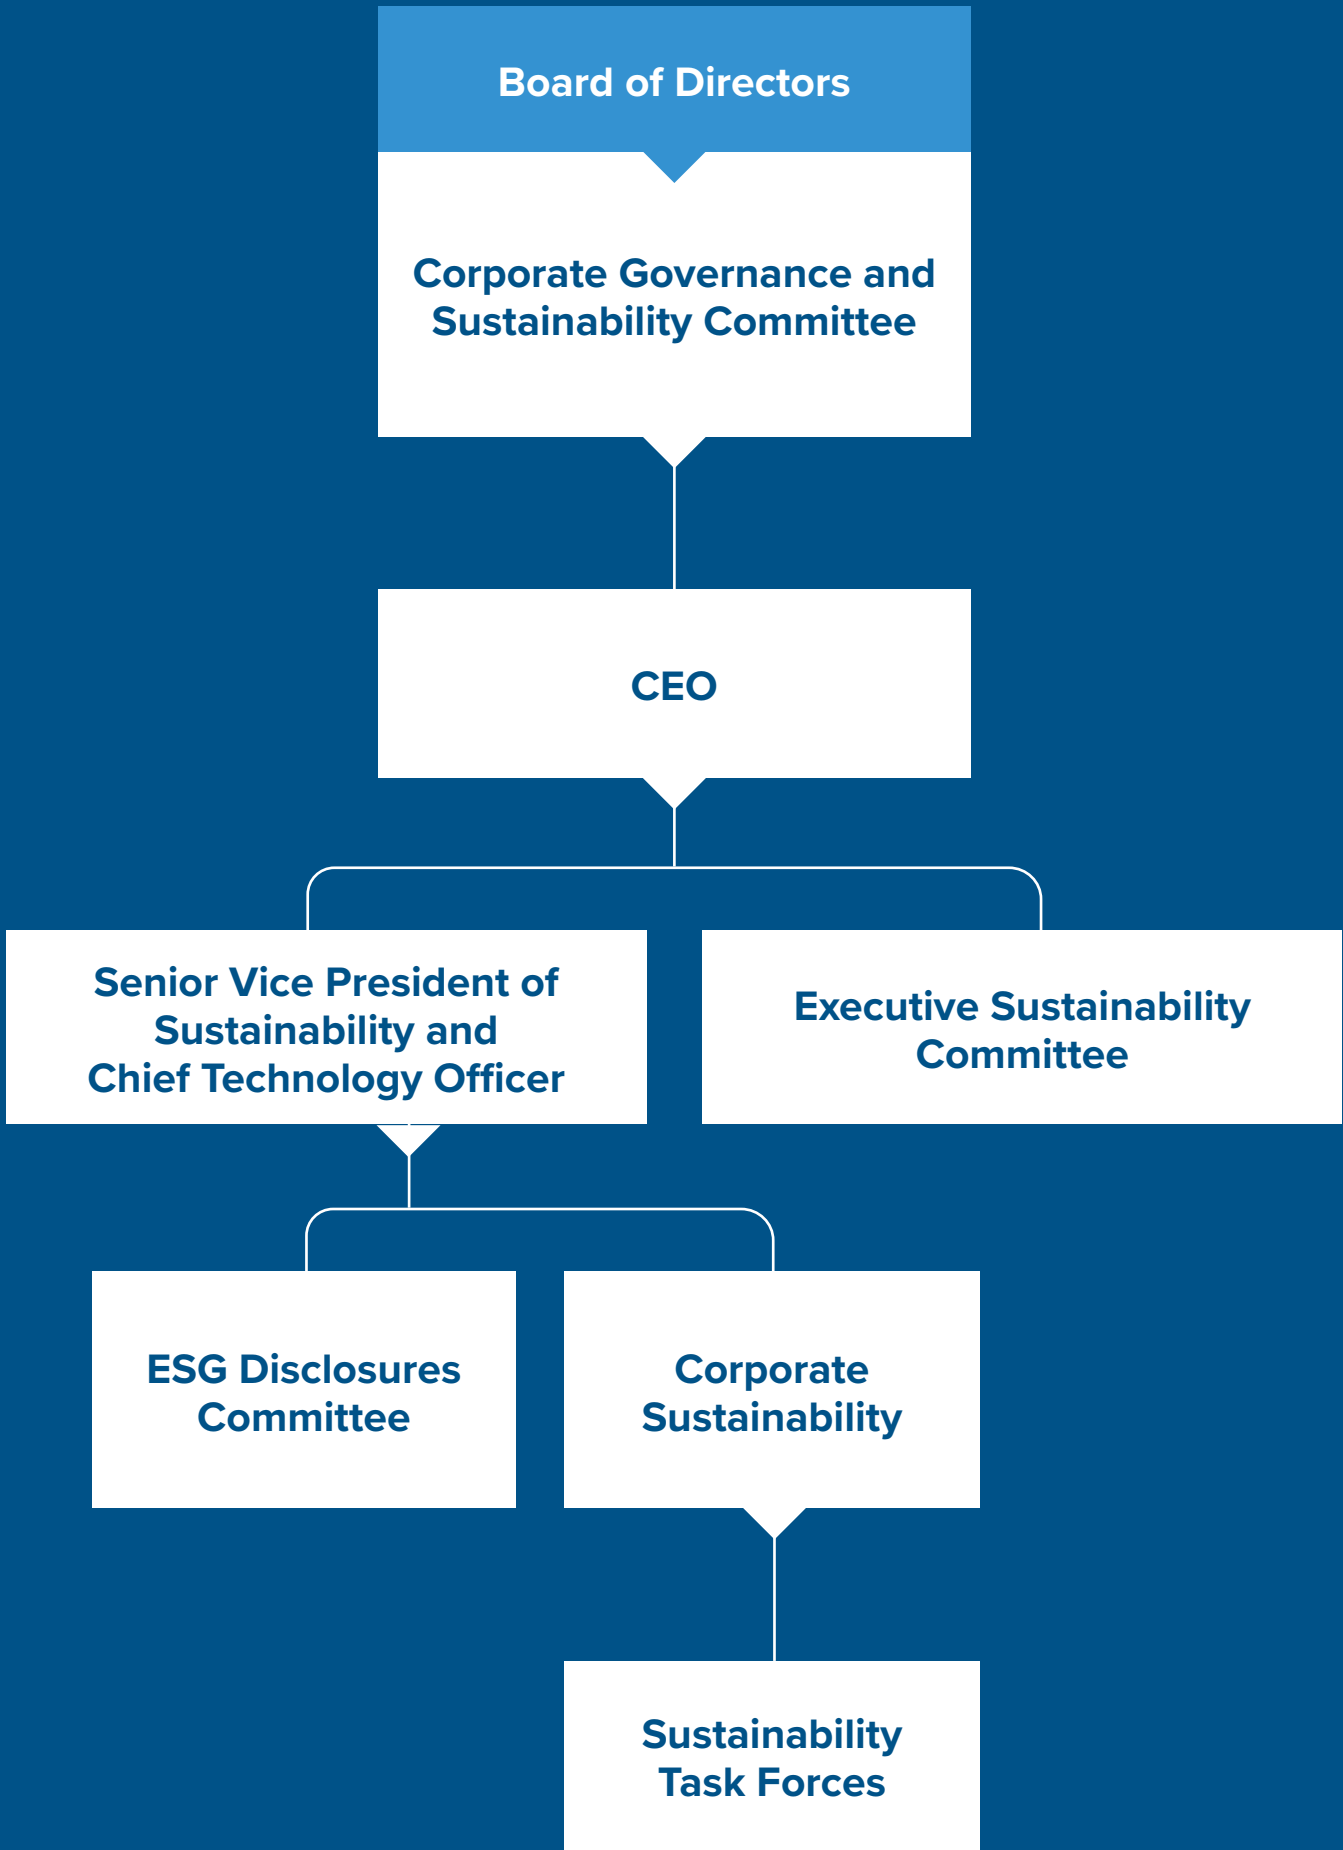 Board of Directors
Corporate Governance and
Sustainability Committee
CEO
Senior Vice President of
Sustainability and
Chief Technology Officer
Executive Sustainability
Committee
ESG Disclosures
Committee
Corporate
Sustainability
Sustainability
Task Forces